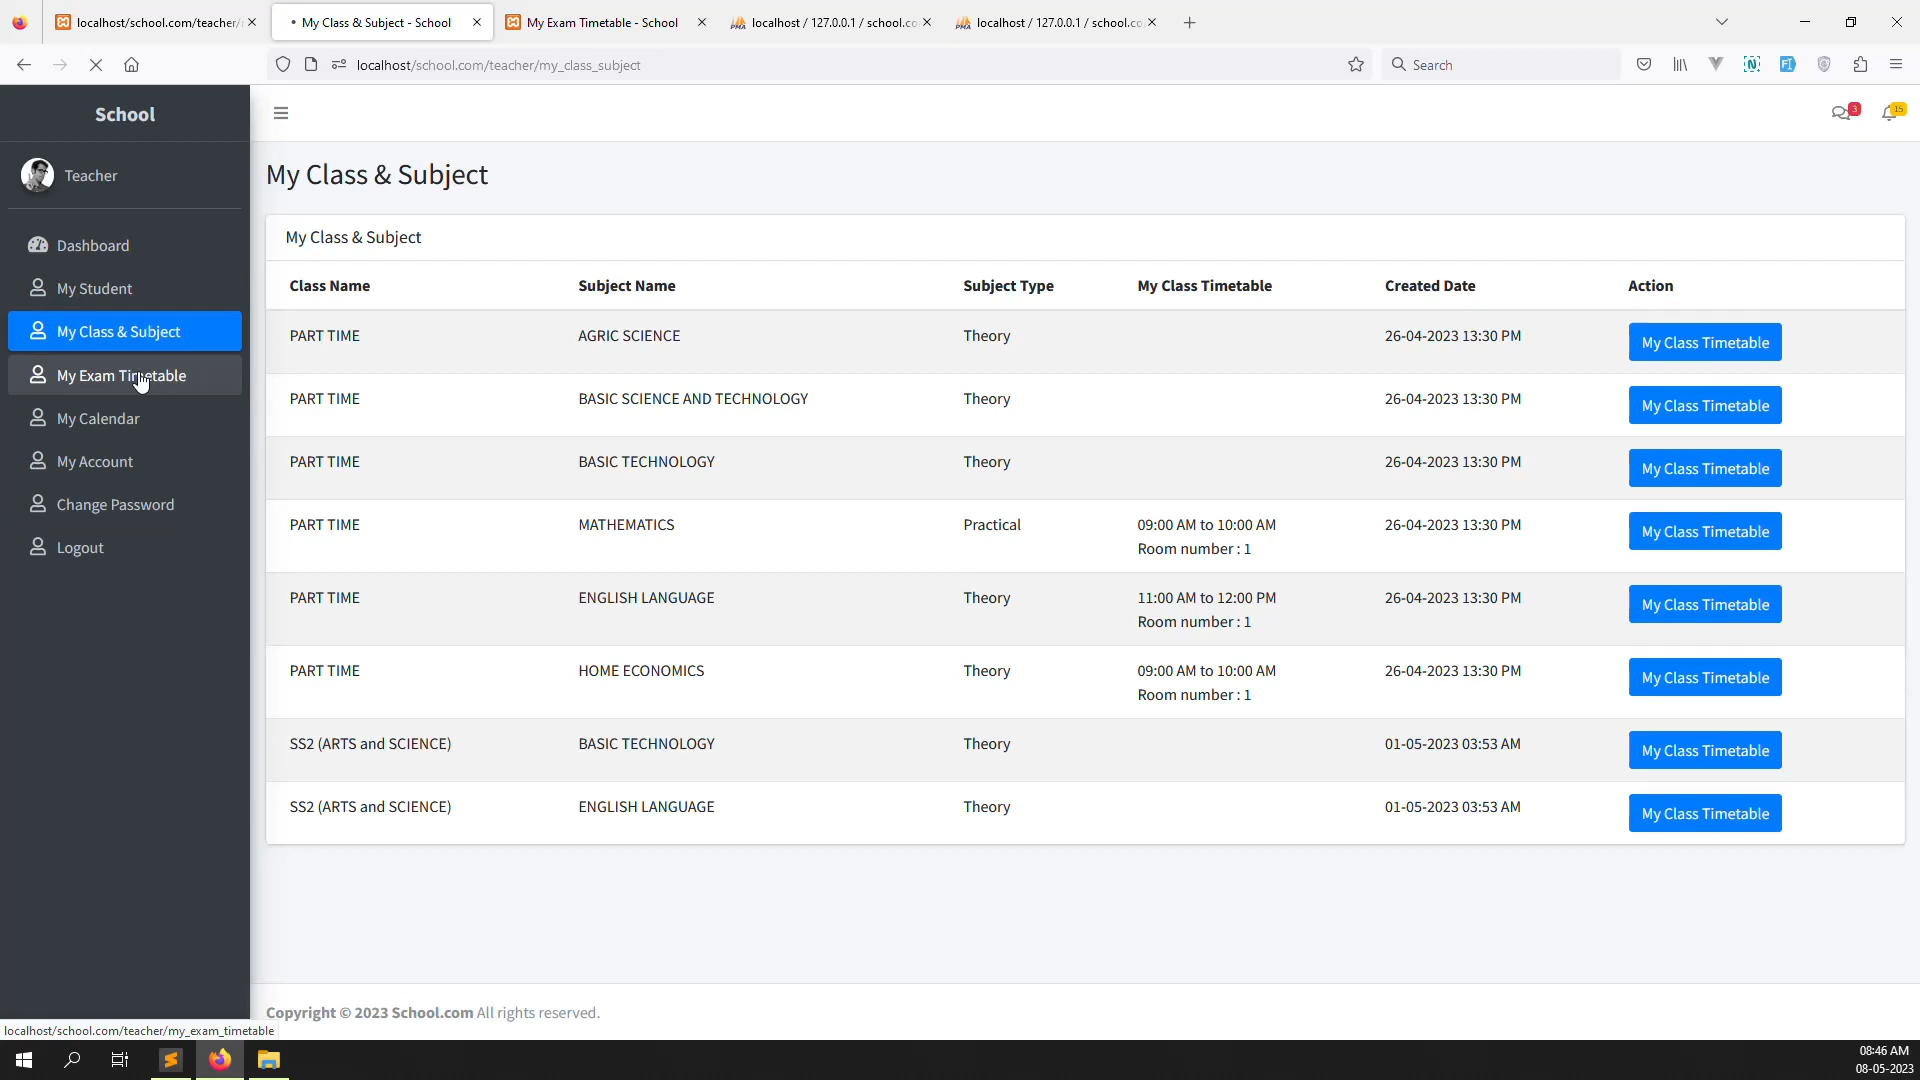 localhost/school.com/teacher/
My Class & Subject - School
My Exam Timetable - School
localhost / 127.0.0.1 / school.co
localhost / 127.0.0.1 / school.co
localhost/school.com/teacher/my_class_subject
Search
School
3
15
Teacher
Dashboard
My Student
My Class & Subject
My Exam Timetable
My Calendar
My Account
Change Password
Logout
My Class & Subject
My Class & Subject
Class Name Subject Name Subject Type My Class Timetable Created Date Action
PART TIME AGRIC SCIENCE Theory 26-04-2023 13:30 PM My Class Timetable
PART TIME BASIC SCIENCE AND TECHNOLOGY Theory 26-04-2023 13:30 PM My Class Timetable
PART TIME BASIC TECHNOLOGY Theory 26-04-2023 13:30 PM My Class Timetable
PART TIME MATHEMATICS Practical 09:00 AM to 10:00 AM 26-04-2023 13:30 PM My Class Timetable
Room number : 1
PART TIME ENGLISH LANGUAGE Theory 11:00 AM to 12:00 PM 26-04-2023 13:30 PM My Class Timetable
Room number : 1
PART TIME HOME ECONOMICS Theory 09:00 AM to 10:00 AM 26-04-2023 13:30 PM My Class Timetable
Room number : 1
SS2 (ARTS and SCIENCE) BASIC TECHNOLOGY Theory 01-05-2023 03:53 AM My Class Timetable
SS2 (ARTS and SCIENCE) ENGLISH LANGUAGE Theory 01-05-2023 03:53 AM My Class Timetable
Copyright © 2023 School.com All rights reserved.
localhost/school.com/teacher/my_exam_timetable
08:46 AM
08-05-2023